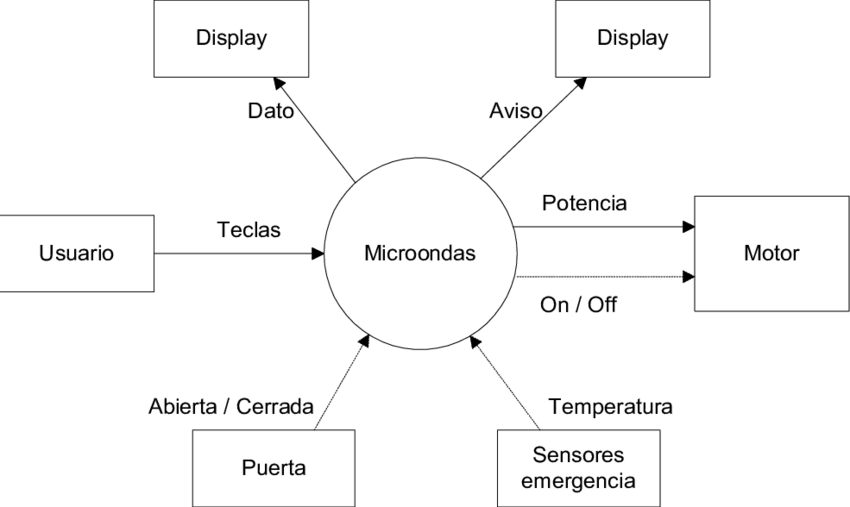 Display
Display
Dato
Aviso
Potencia
Teclas
Usuario
Microondas
Motor
On / Off
Abierta / Cerrada
Temperatura
Puerta
Sensores
emergencia